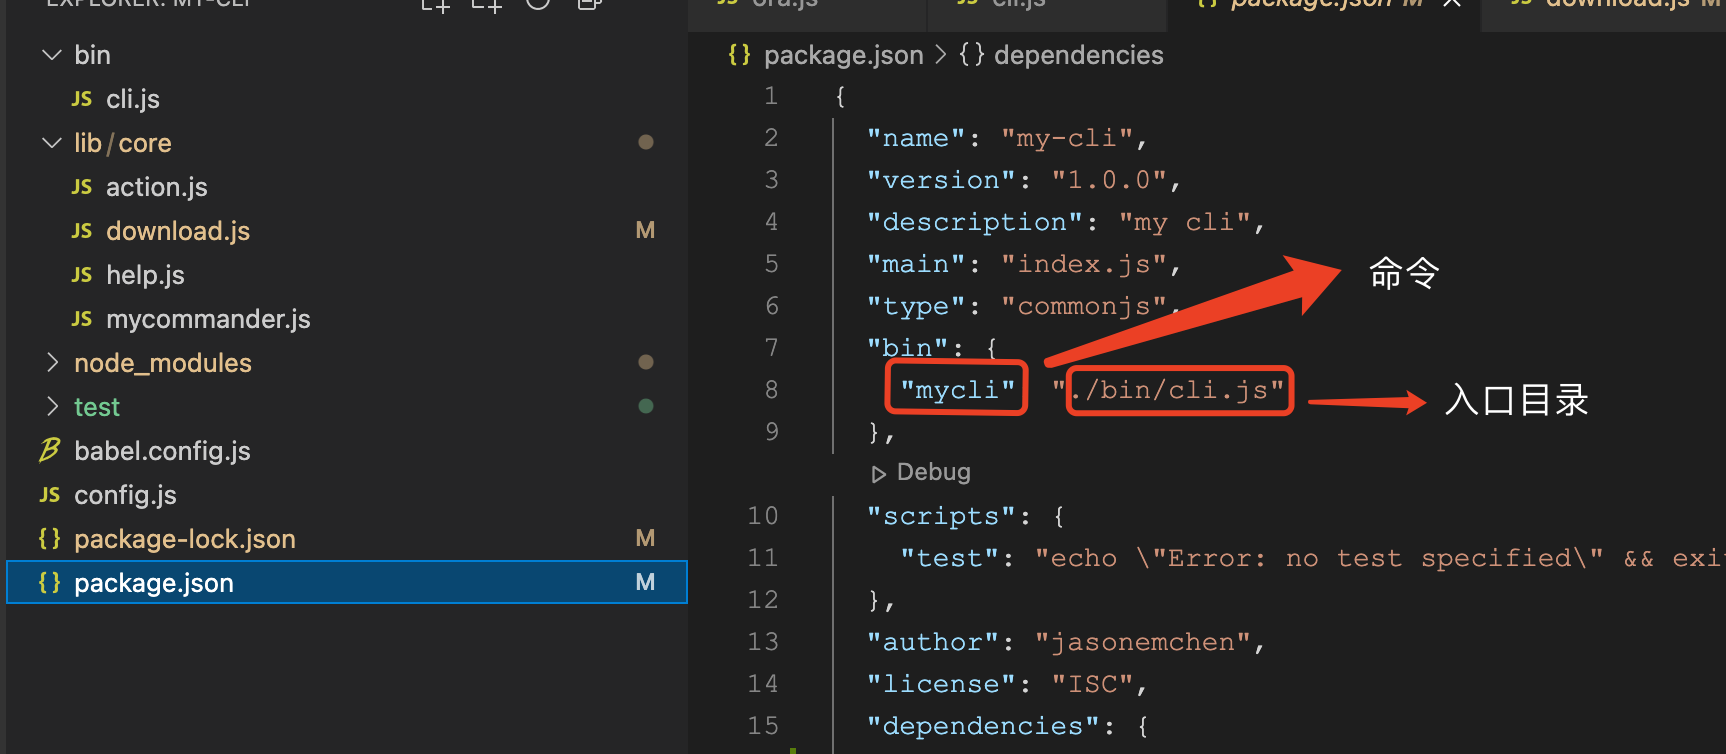 EXPLORER: MY-CLI
bin
JS cli.js
lib/core
JS action.js
JS download.js M
JS help.js
JS mycommander.js
node_modules
test
babel.config.js
JS config.js
{} package-lock.json M
{} package.json M
JS ora.js
JS cli.js
{} package.json M
JS download.js M
{} package.json > {} dependencies
1 {
2 "name": "my-cli",
3 "version": "1.0.0",
4 "description": "my cli",
5 "main": "index.js",
6 "type": "commonjs",
7 "bin": {
8 "mycli" "./bin/cli.js"
9 },
Debug
10 "scripts": {
11 "test": "echo \"Error: no test specified\" && exi
12 },
13 "author": "jasonemchen",
14 "license": "ISC",
15 "dependencies": {
命令
入口目录